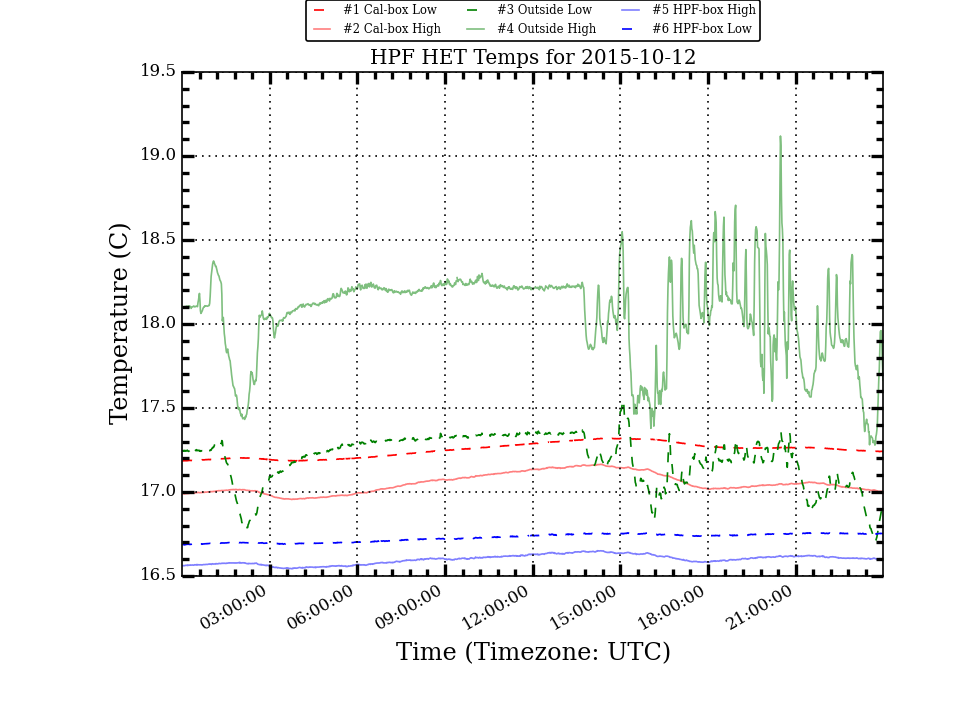 #1 Cal-box Low #3 Outside Low #5 HPF-box High
#2 Cal-box High #4 Outside High #6 HPF-box Low
HPF HET Temps for 2015-10-12
19.5
19.0
18.5
18.0
17.5
17.0
16.5
Temperature (C)
03:00:00 06:00:00 09:00:00 12:00:00 15:00:00 18:00:00 21:00:00
Time (Timezone: UTC)